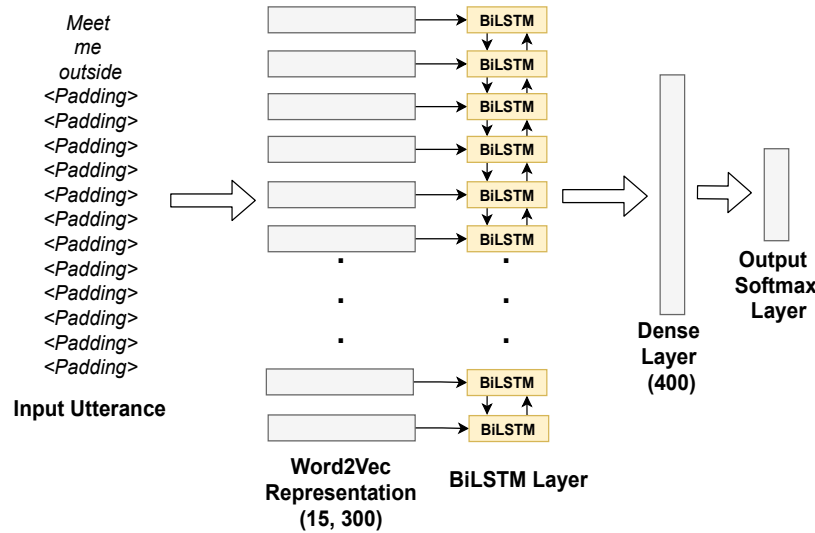 Meet
me
outside
<Padding>
<Padding>
<Padding>
<Padding>
<Padding>
<Padding>
<Padding>
<Padding>
<Padding>
<Padding>
<Padding>
<Padding>
Input Utterance
Word2Vec
Representation
(15, 300)
BiLSTM
BiLSTM
BiLSTM
BiLSTM
BiLSTM
BiLSTM
BiLSTM
BiLSTM
BiLSTM Layer
Dense
Layer
(400)
Output
Softmax
Layer